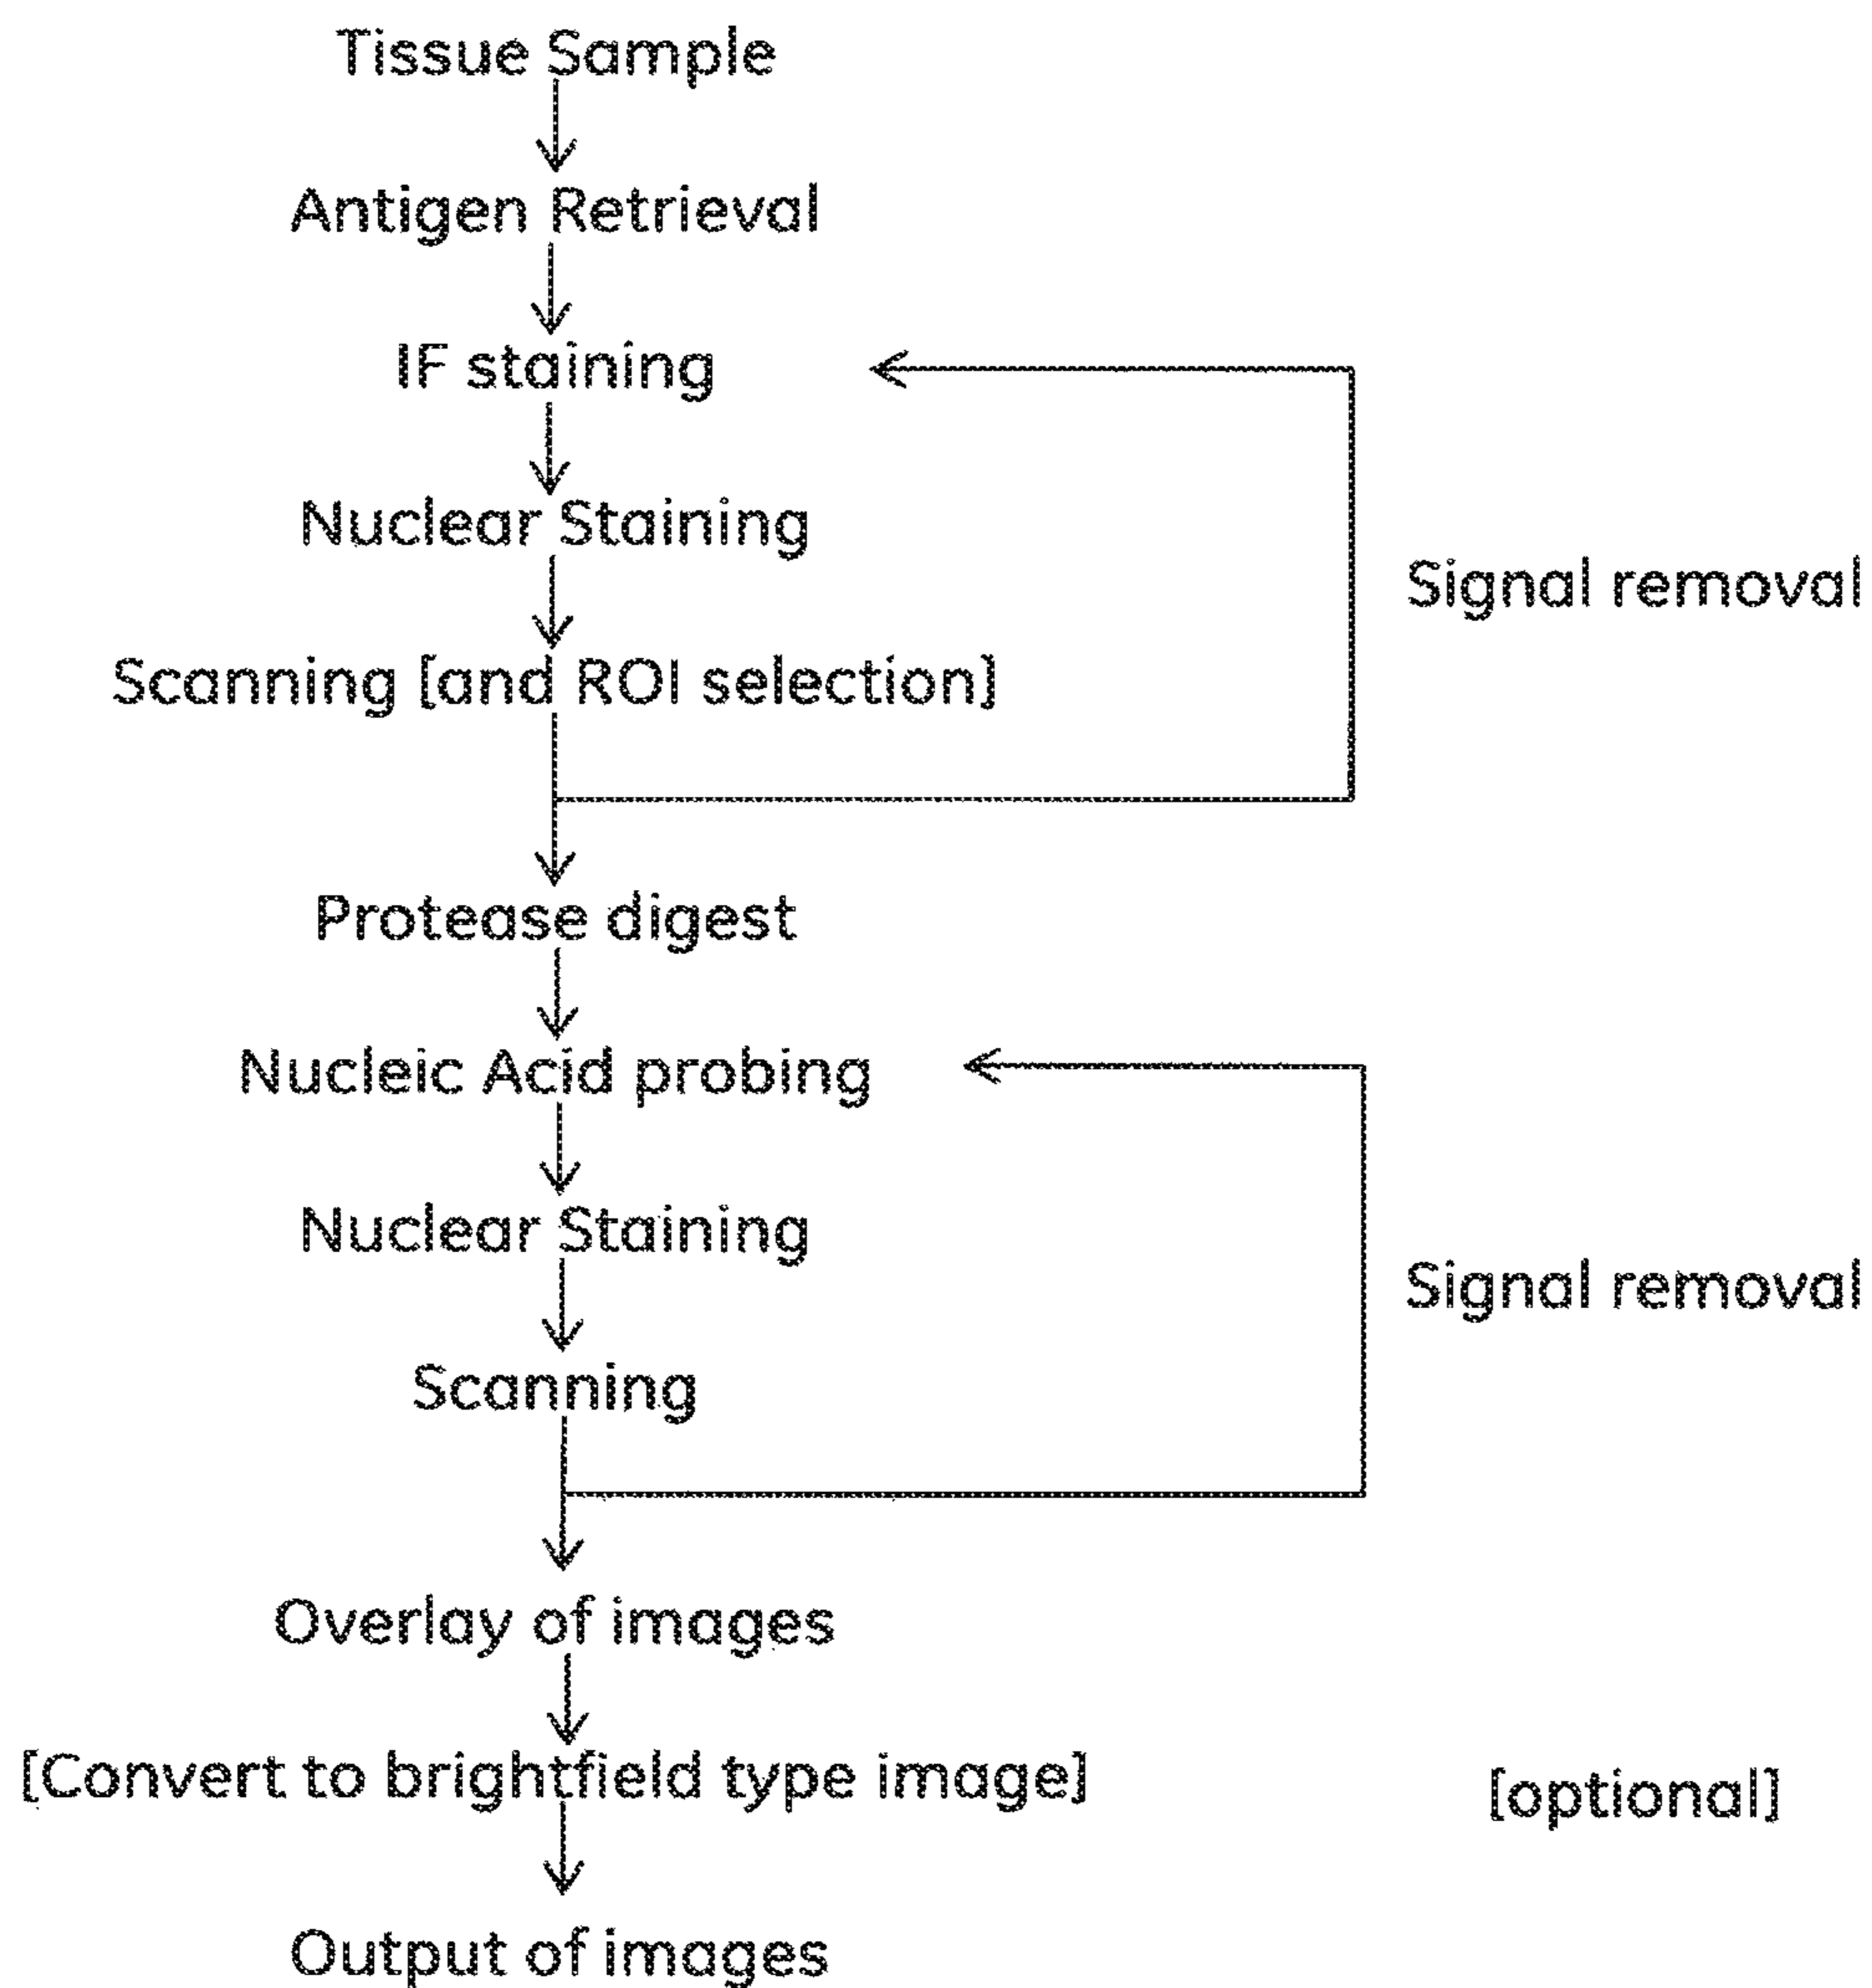 Tissue Sample
Antigen Retrieval
IF staining
Nuclear Staining
Signal removal
Scanning [and ROI selection]
Protease digest
Nucleic Acid probing
Nuclear Staining
Signal removal
Scanning
Overlay of images
[Convert to brightfield type image]
[optional]
Output of images